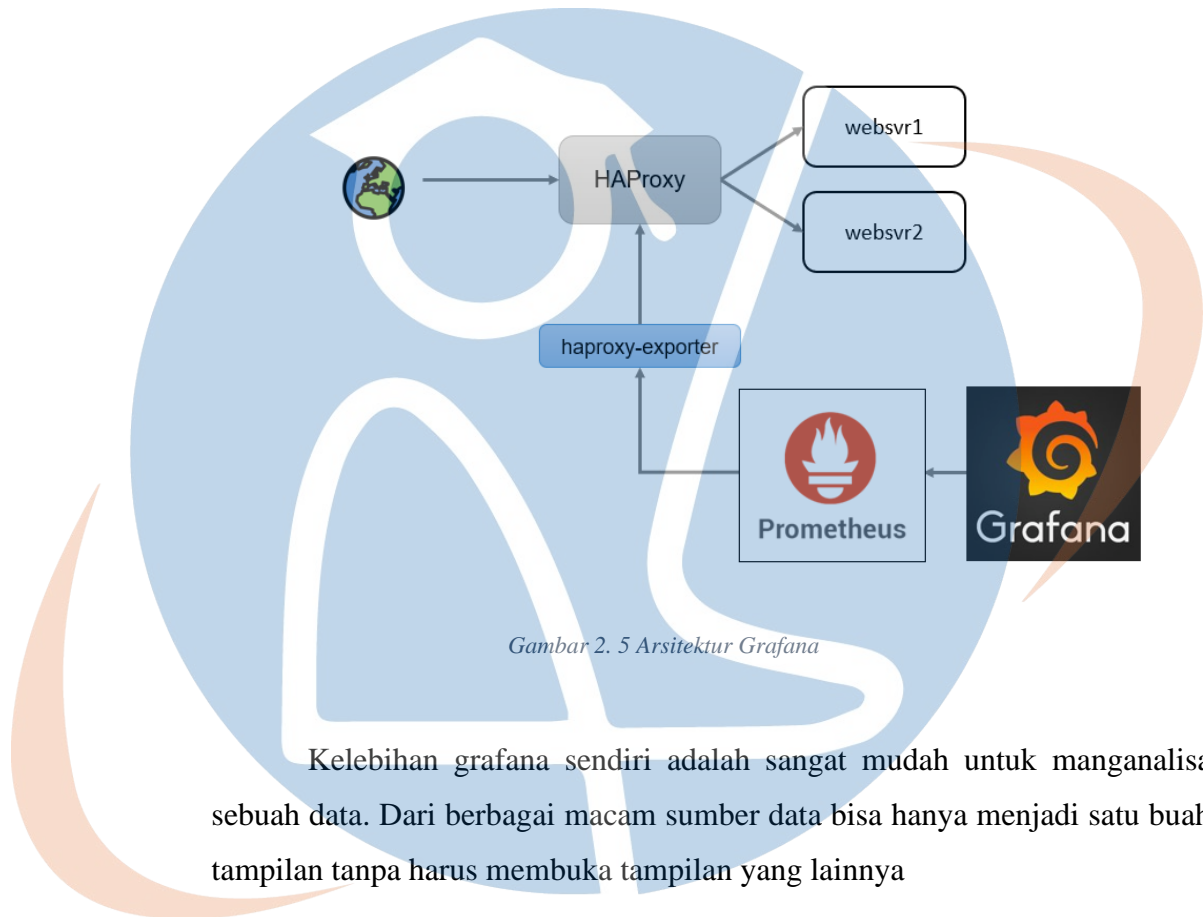 websvr1
HAProxy
websvr2
haproxy-exporter
Prometheus
Grafana
Gambar 2. 5 Arsitektur Grafana
Kelebihan grafana sendiri adalah sangat mudah untuk manganalisa
sebuah data. Dari berbagai macam sumber data bisa hanya menjadi satu buah
tampilan tanpa harus membuka tampilan yang lainnya